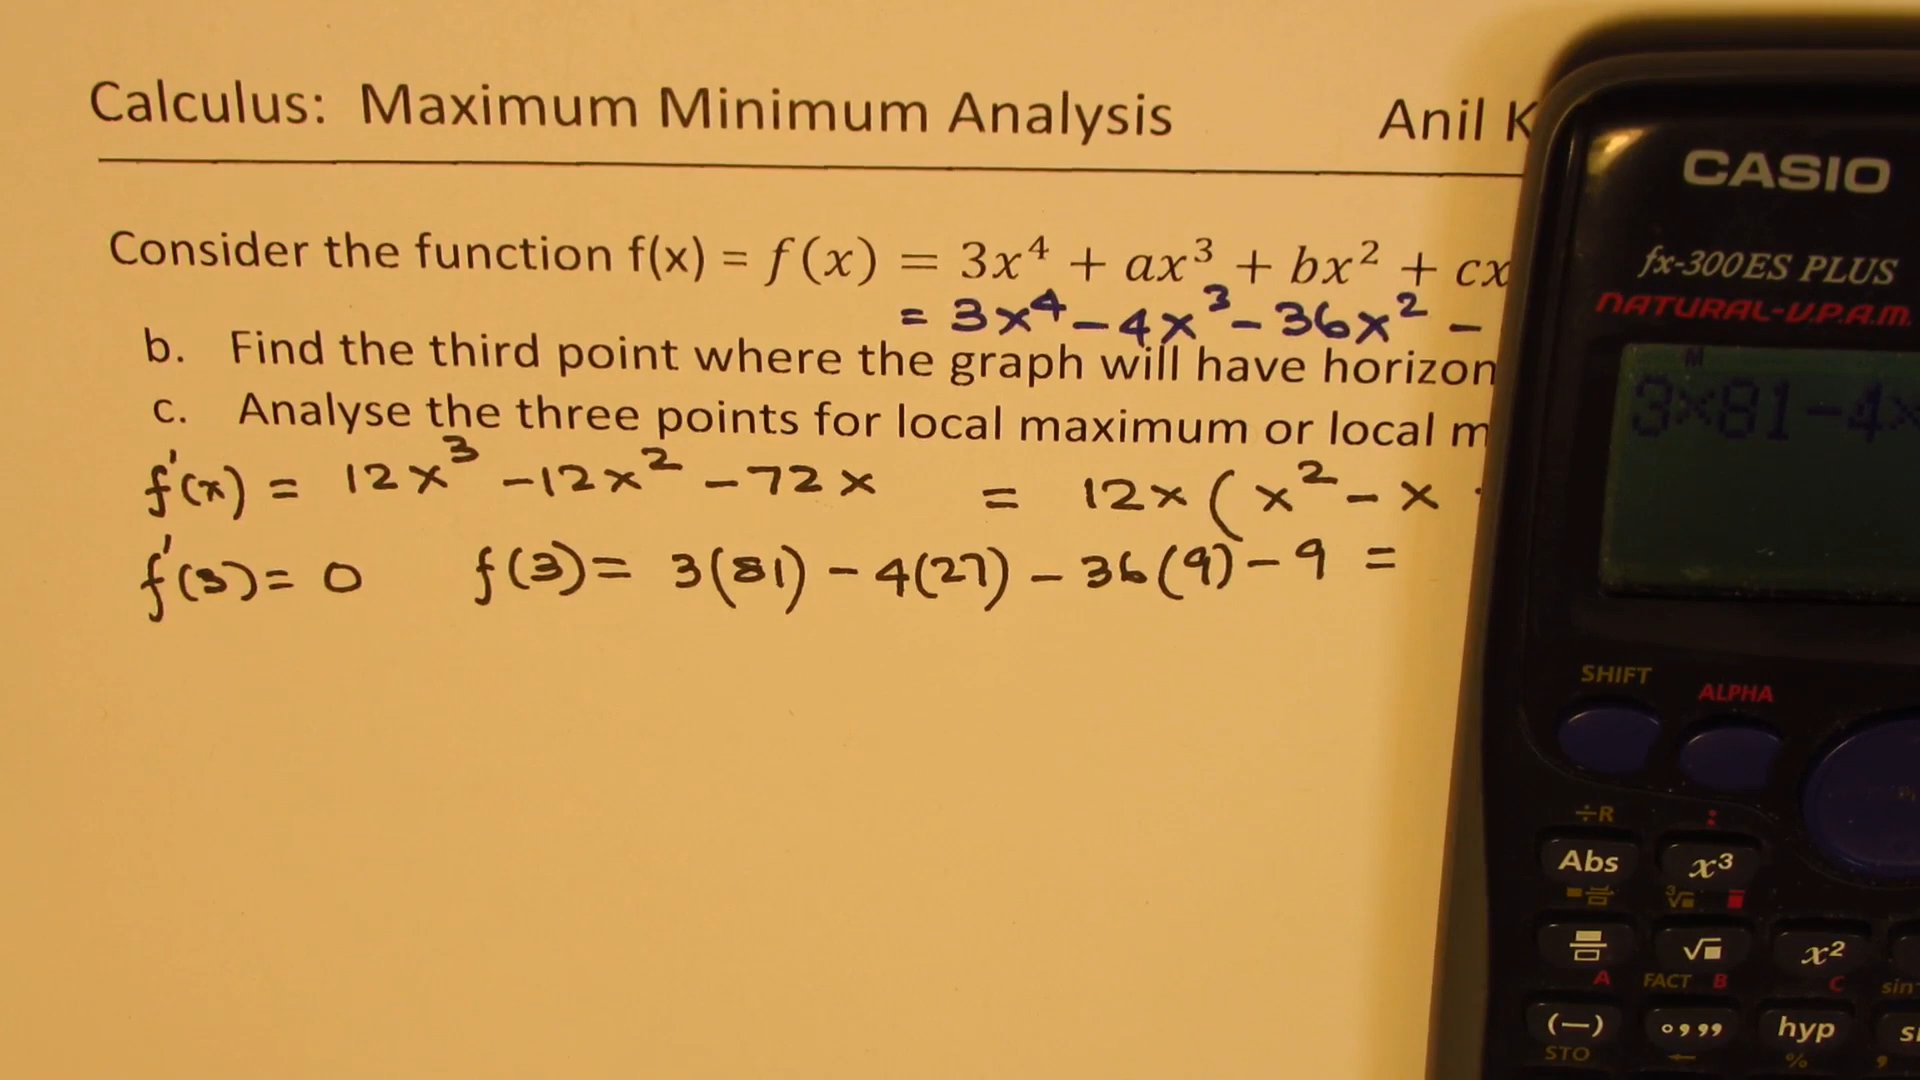 Calculus: Maximum Minimum Analysis Anil K
Consider the function f(x) = f(x) = 3x⁴ + ax³ + bx² + cx
= 3x⁴ - 4x³ - 36x² -
b. Find the third point where the graph will have horizon
c. Analyse the three points for local maximum or local m
f'(x) = 12x³ - 12x² - 72x = 12x(x² - x
f'(3) = 0 f(3) = 3(81) - 4(27) - 36(9) - 9 =
CASIO
fx-300ES PLUS
NATURAL-V.P.A.M.
M
3×81-4×
SHIFT
ALPHA
÷R :
Abs x³
³√■
√■ x²
A FACT B C sin
(—) ° , ,, hyp
STO ← %